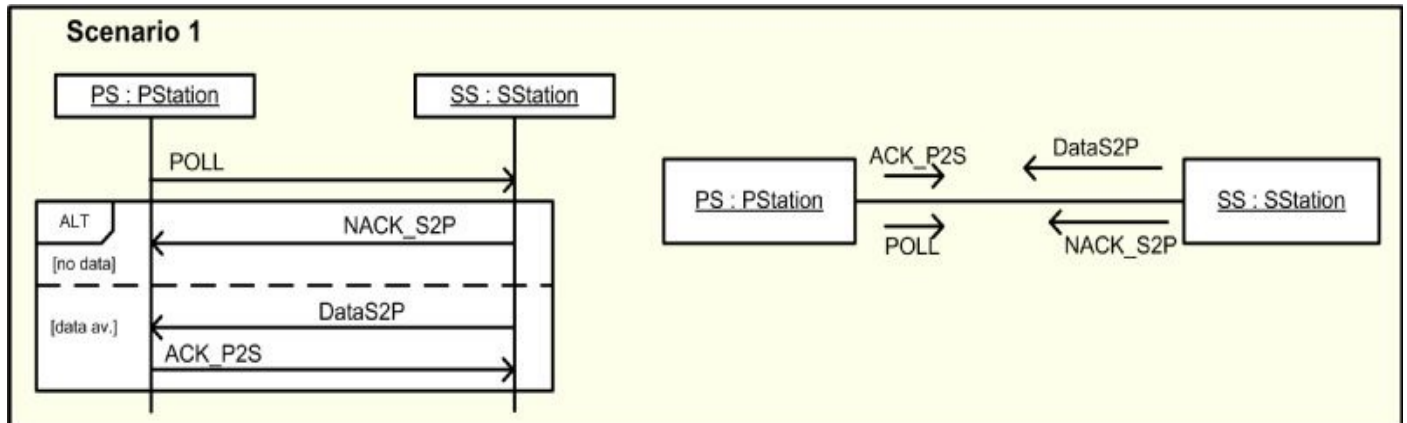 Scenario 1
PS : PStation
SS : SStation
POLL
ALT
NACK_S2P
[no data]
DataS2P
[data av.]
ACK_P2S
ACK_P2S
DataS2P
PS : PStation
SS : SStation
POLL
NACK_S2P